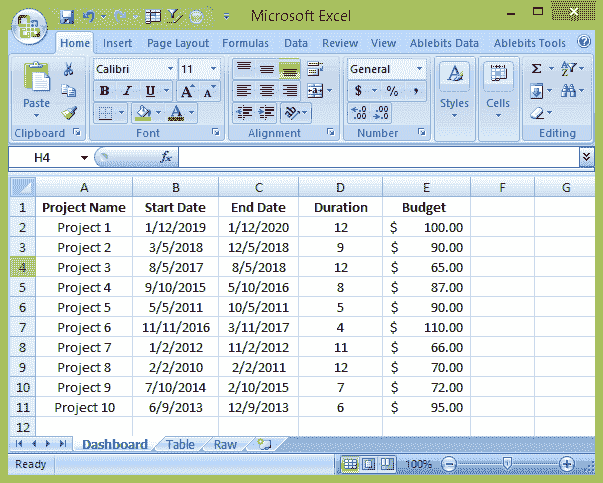 Microsoft Excel
Home Insert Page Layout Formulas Data Review View Ablebits Data Ablebits Tools
Calibri 11 General
B I U A A
$ % ,
Paste Styles Cells
Clipboard Font Alignment Number Editing
H4 fx
A B C D E F G
1 Project Name Start Date End Date Duration Budget
2 Project 1 1/12/2019 1/12/2020 12 $ 100.00
3 Project 2 3/5/2018 12/5/2018 9 $ 90.00
4 Project 3 8/5/2017 8/5/2018 12 $ 65.00
5 Project 4 9/10/2015 5/10/2016 8 $ 87.00
6 Project 5 5/5/2011 10/5/2011 5 $ 90.00
7 Project 6 11/11/2016 3/11/2017 4 $ 110.00
8 Project 7 1/2/2012 11/2/2012 11 $ 66.00
9 Project 8 2/2/2010 2/2/2011 12 $ 70.00
10 Project 9 7/10/2014 2/10/2015 7 $ 72.00
11 Project 10 6/9/2013 12/9/2013 6 $ 95.00
12
Dashboard Table Raw
Ready 100%